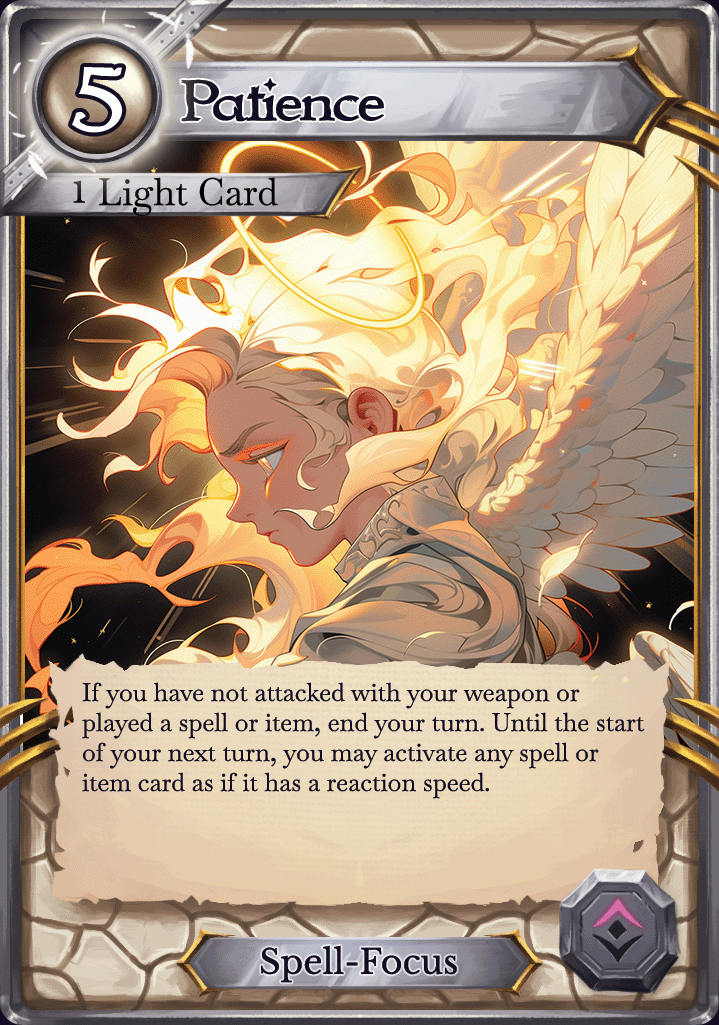 5
Patience
1 Light Card
If you have not attacked with your weapon or
played a spell or item, end your turn. Until the start
of your next turn, you may activate any spell or
item card as if it has a reaction speed.
Spell-Focus